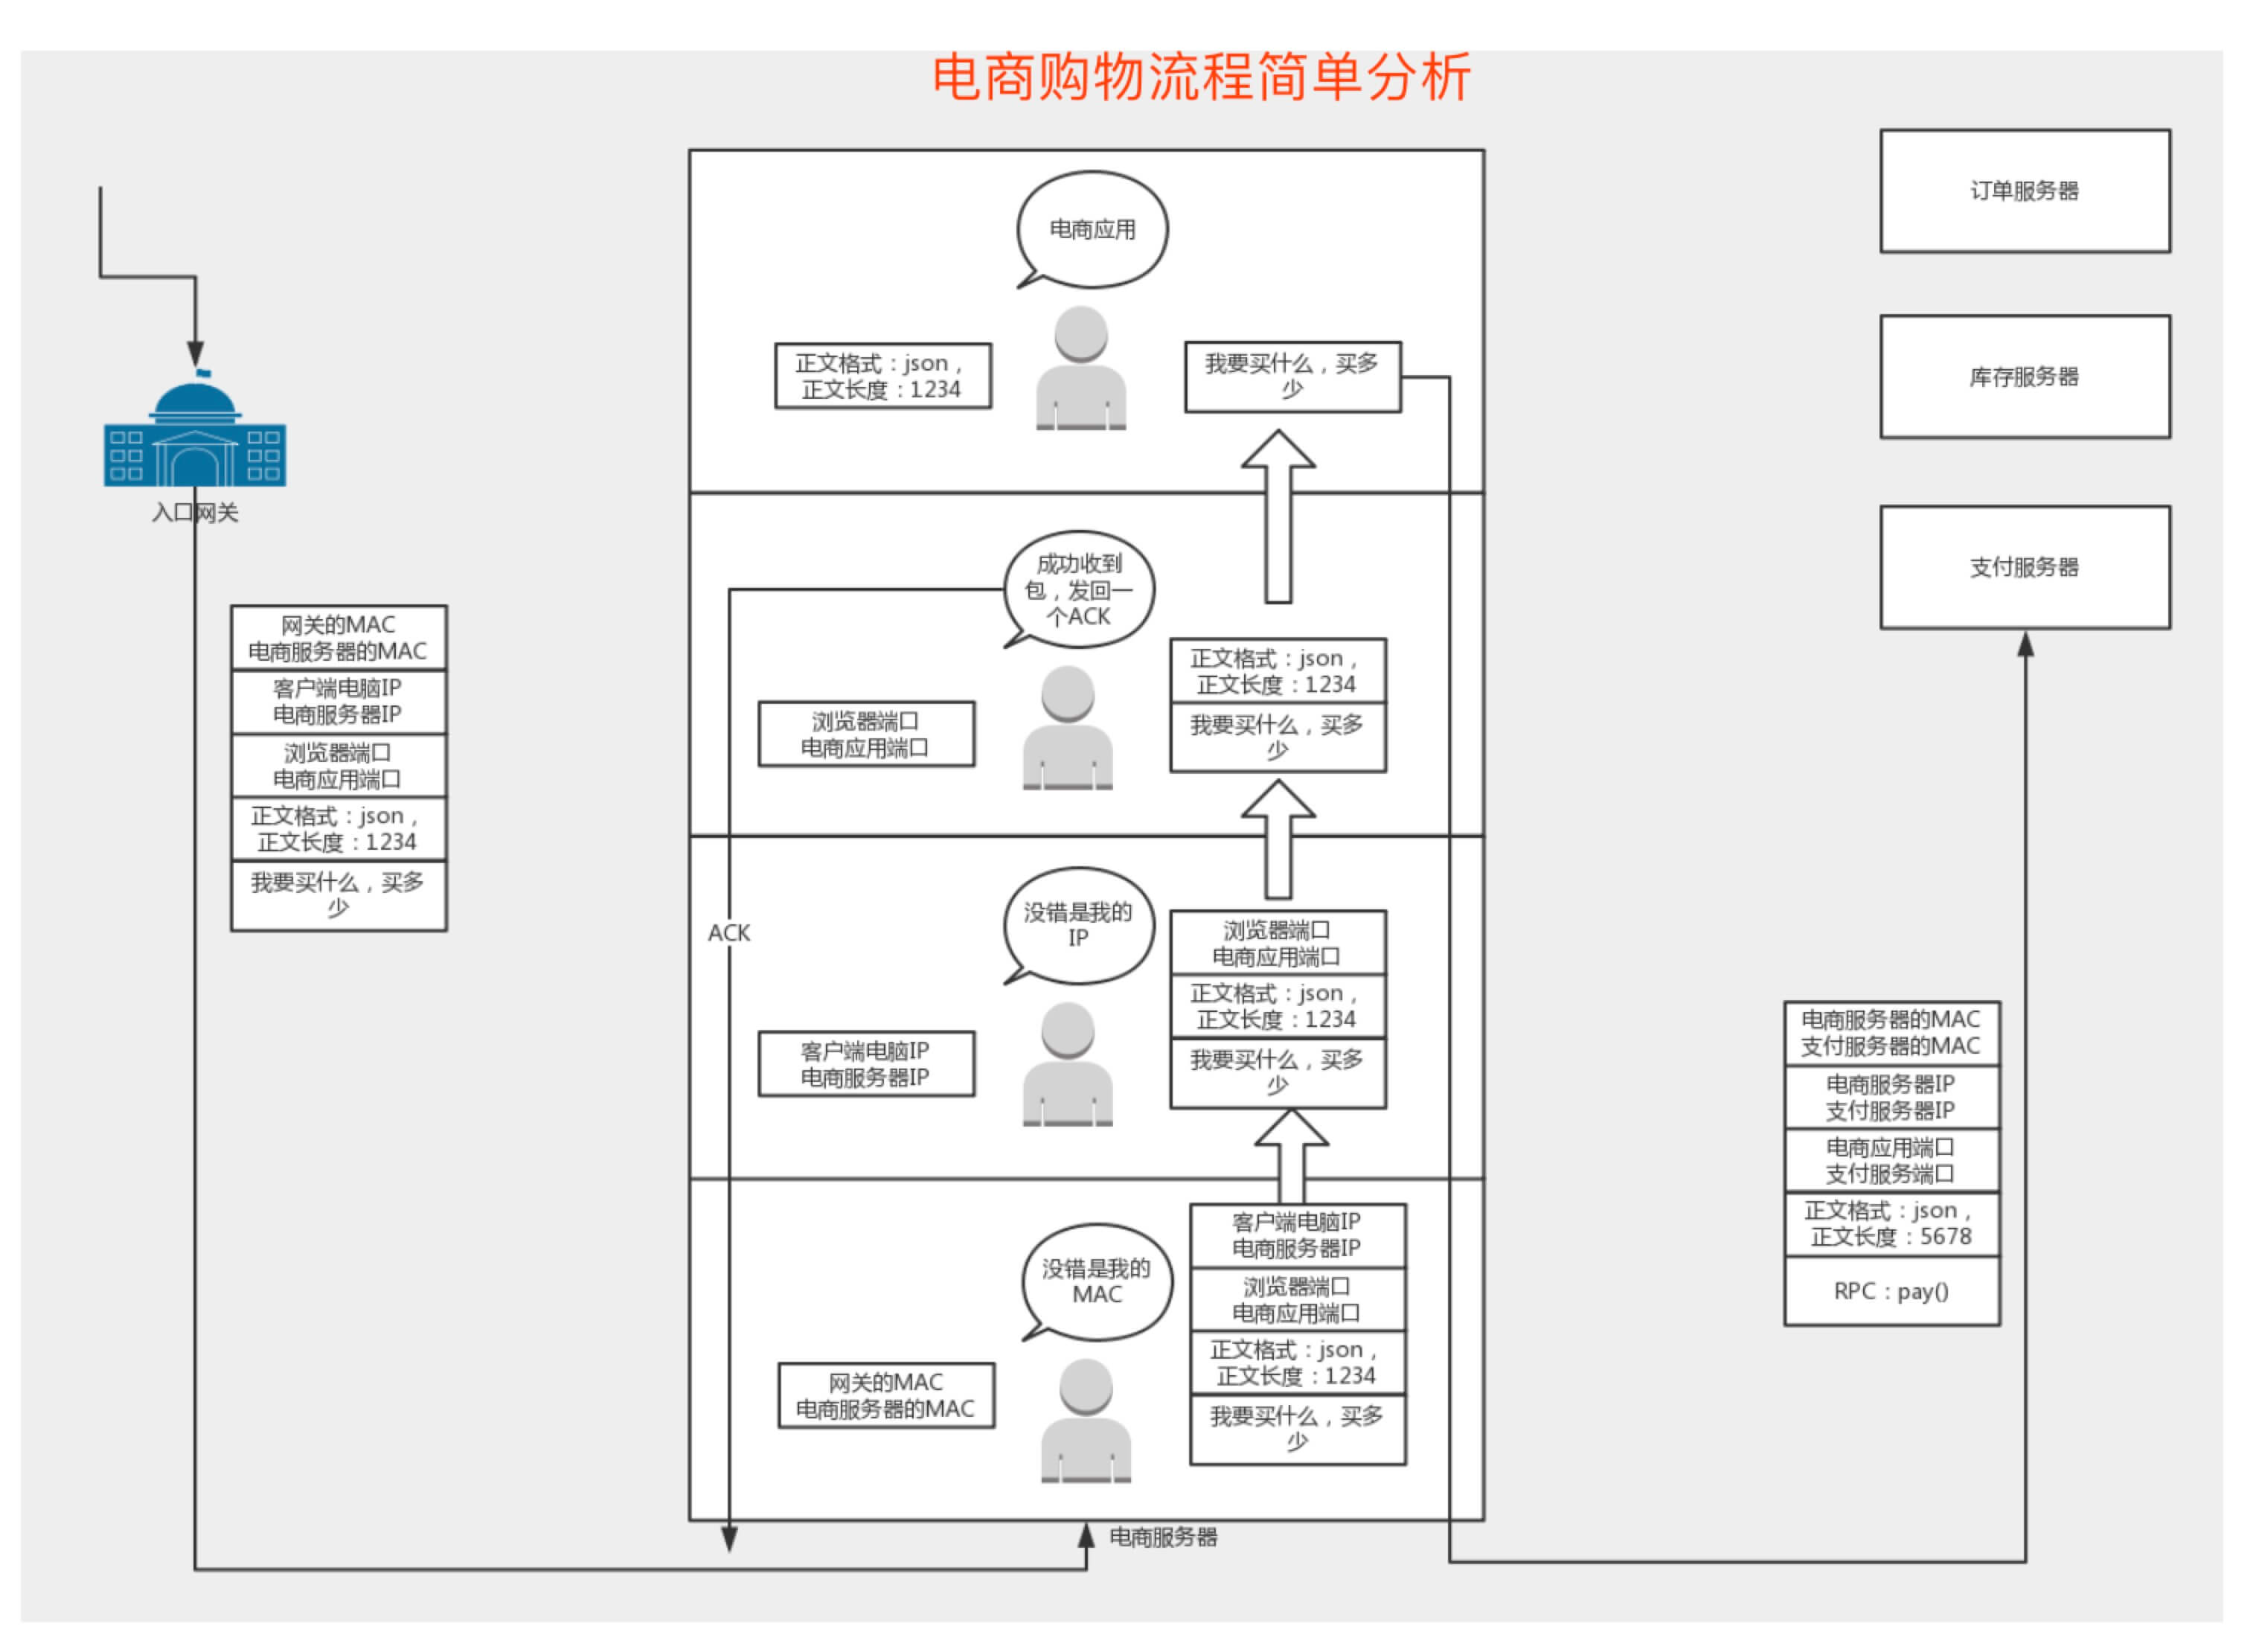 电商购物流程简单分析
入口网关
网关的MAC
电商服务器的MAC
客户端电脑IP
电商服务器IP
浏览器端口
电商应用端口
正文格式：json，
正文长度：1234
我要买什么，买多
少
电商应用
正文格式：json，
正文长度：1234
我要买什么，买多
少
成功收到
包，发回一
个ACK
浏览器端口
电商应用端口
正文格式：json，
正文长度：1234
我要买什么，买多
少
ACK
没错是我的
IP
客户端电脑IP
电商服务器IP
浏览器端口
电商应用端口
正文格式：json，
正文长度：1234
我要买什么，买多
少
没错是我的
MAC
网关的MAC
电商服务器的MAC
客户端电脑IP
电商服务器IP
浏览器端口
电商应用端口
正文格式：json，
正文长度：1234
我要买什么，买多
少
电商服务器
订单服务器
库存服务器
支付服务器
电商服务器的MAC
支付服务器的MAC
电商服务器IP
支付服务器IP
电商应用端口
支付服务端口
正文格式：json，
正文长度：5678
RPC：pay()